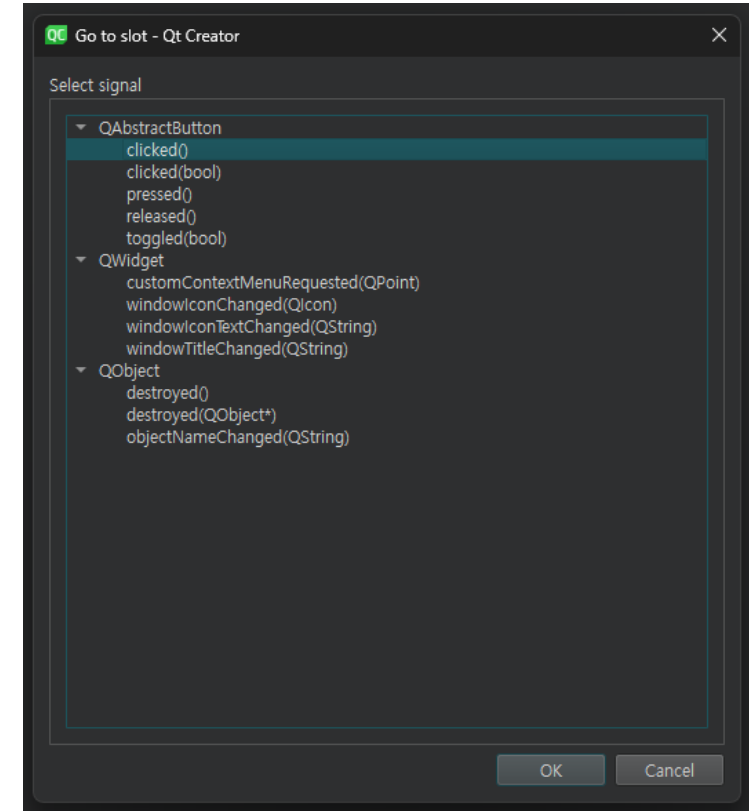 QC Go to slot - Qt Creator
Select signal
QAbstractButton
clicked()
clicked(bool)
pressed()
released()
toggled(bool)
QWidget
customContextMenuRequested(QPoint)
windowIconChanged(QIcon)
windowIconTextChanged(QString)
windowTitleChanged(QString)
QObject
destroyed()
destroyed(QObject*)
objectNameChanged(QString)
OK Cancel